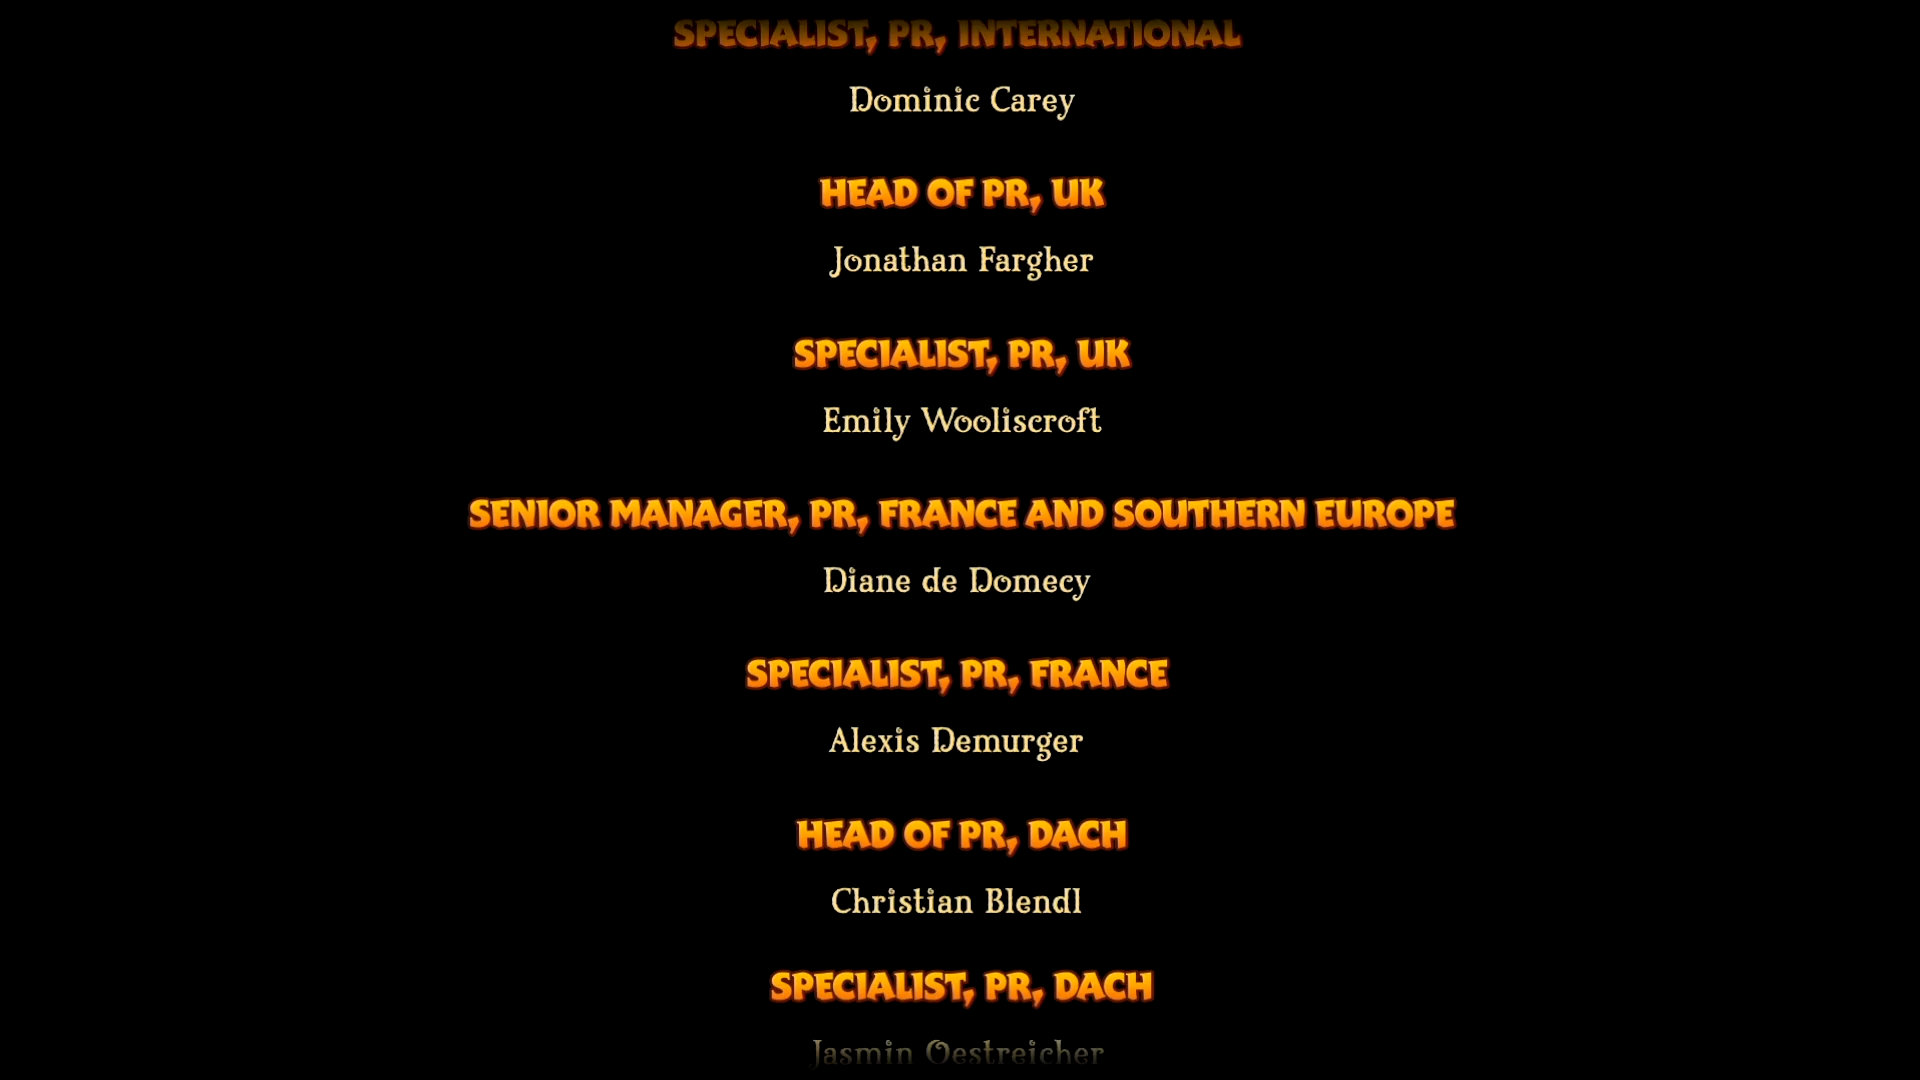 SPECIALIST, PR, INTERNATIONAL
Dominic Carey
HEAD OF PR, UK
Jonathan Fargher
SPECIALIST, PR, UK
Emily Wooliscroft
SENIOR MANAGER, PR, FRANCE AND SOUTHERN EUROPE
Diane de Domecy
SPECIALIST, PR, FRANCE
Alexis Demurger
HEAD OF PR, DACH
Christian Blendl
SPECIALIST, PR, DACH
Jasmin Oestreicher